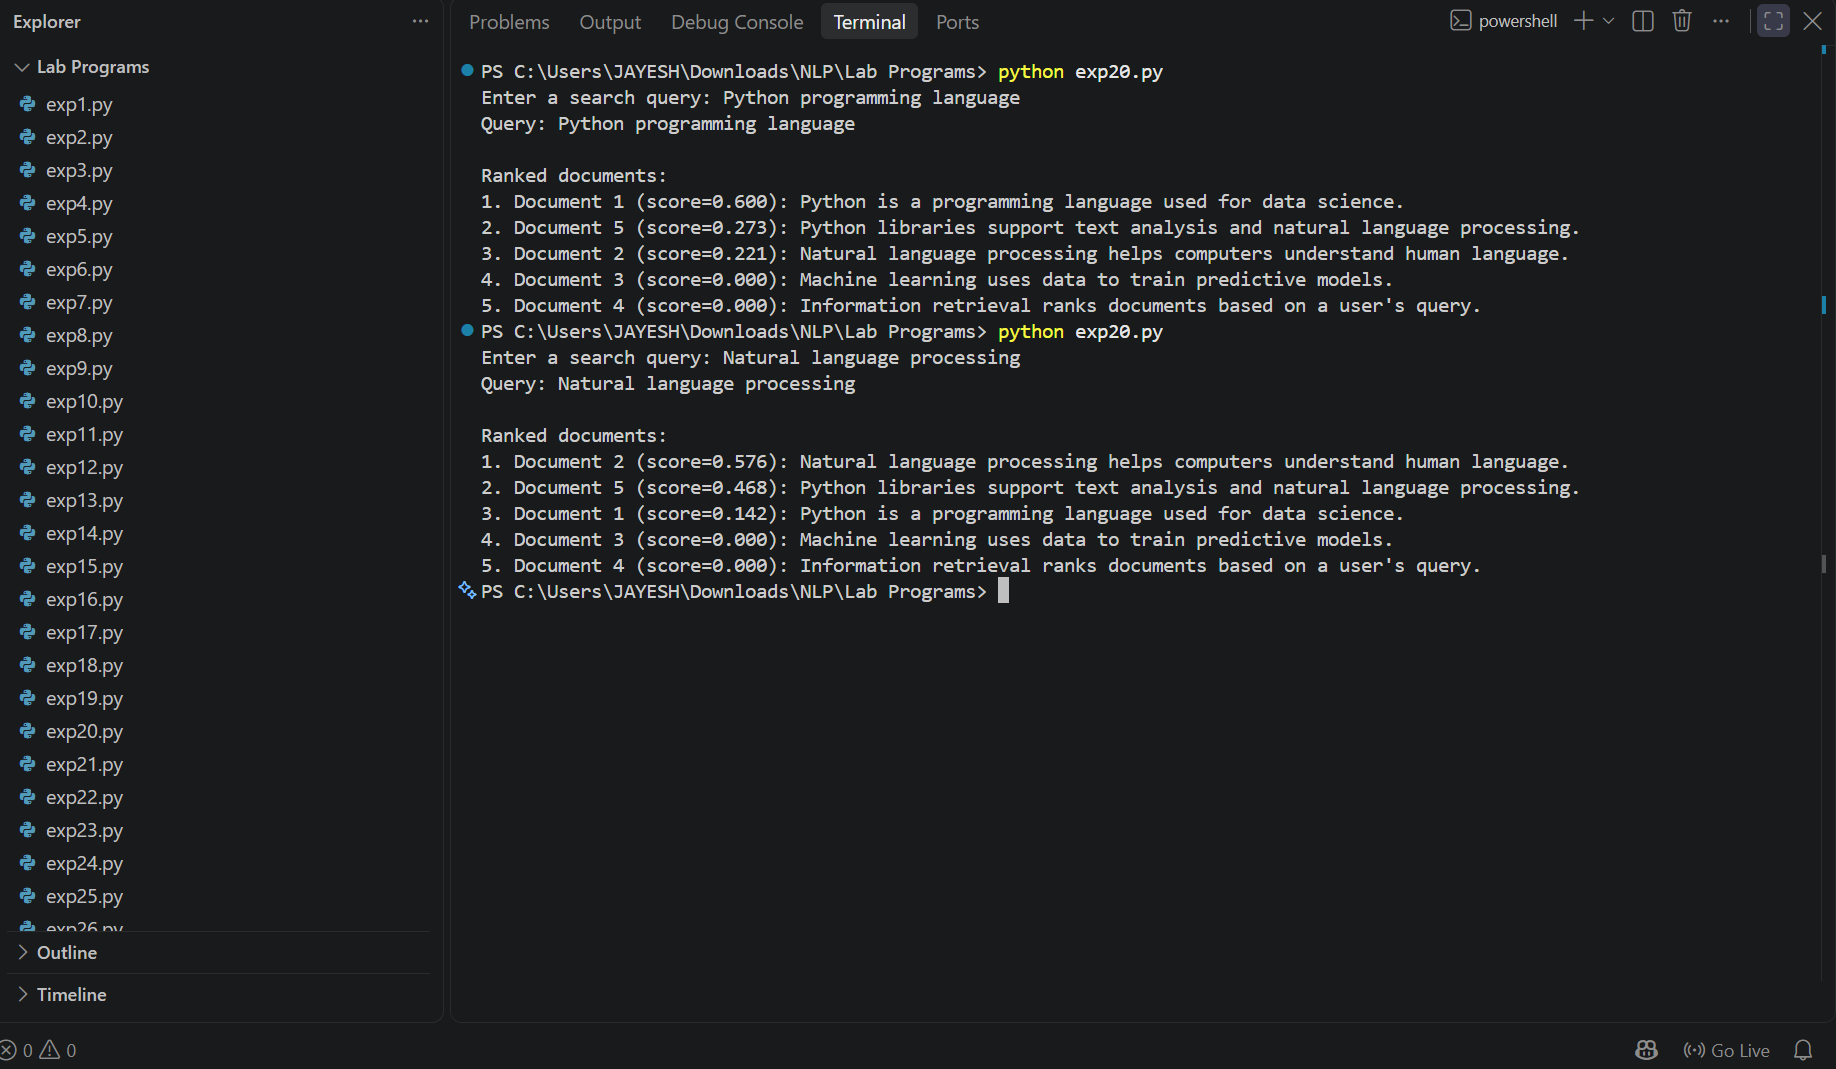 Explorer
Lab Programs
exp1.py
exp2.py
exp3.py
exp4.py
exp5.py
exp6.py
exp7.py
exp8.py
exp9.py
exp10.py
exp11.py
exp12.py
exp13.py
exp14.py
exp15.py
exp16.py
exp17.py
exp18.py
exp19.py
exp20.py
exp21.py
exp22.py
exp23.py
exp24.py
exp25.py
exp26.py
Outline
Timeline
Problems Output Debug Console Terminal Ports
powershell
PS C:\Users\JAYESH\Downloads\NLP\Lab Programs> python exp20.py
Enter a search query: Python programming language
Query: Python programming language
Ranked documents:
1. Document 1 (score=0.600): Python is a programming language used for data science.
2. Document 5 (score=0.273): Python libraries support text analysis and natural language processing.
3. Document 2 (score=0.221): Natural language processing helps computers understand human language.
4. Document 3 (score=0.000): Machine learning uses data to train predictive models.
5. Document 4 (score=0.000): Information retrieval ranks documents based on a user's query.
PS C:\Users\JAYESH\Downloads\NLP\Lab Programs> python exp20.py
Enter a search query: Natural language processing
Query: Natural language processing
Ranked documents:
1. Document 2 (score=0.576): Natural language processing helps computers understand human language.
2. Document 5 (score=0.468): Python libraries support text analysis and natural language processing.
3. Document 1 (score=0.142): Python is a programming language used for data science.
4. Document 3 (score=0.000): Machine learning uses data to train predictive models.
5. Document 4 (score=0.000): Information retrieval ranks documents based on a user's query.
PS C:\Users\JAYESH\Downloads\NLP\Lab Programs>
0 0
Go Live